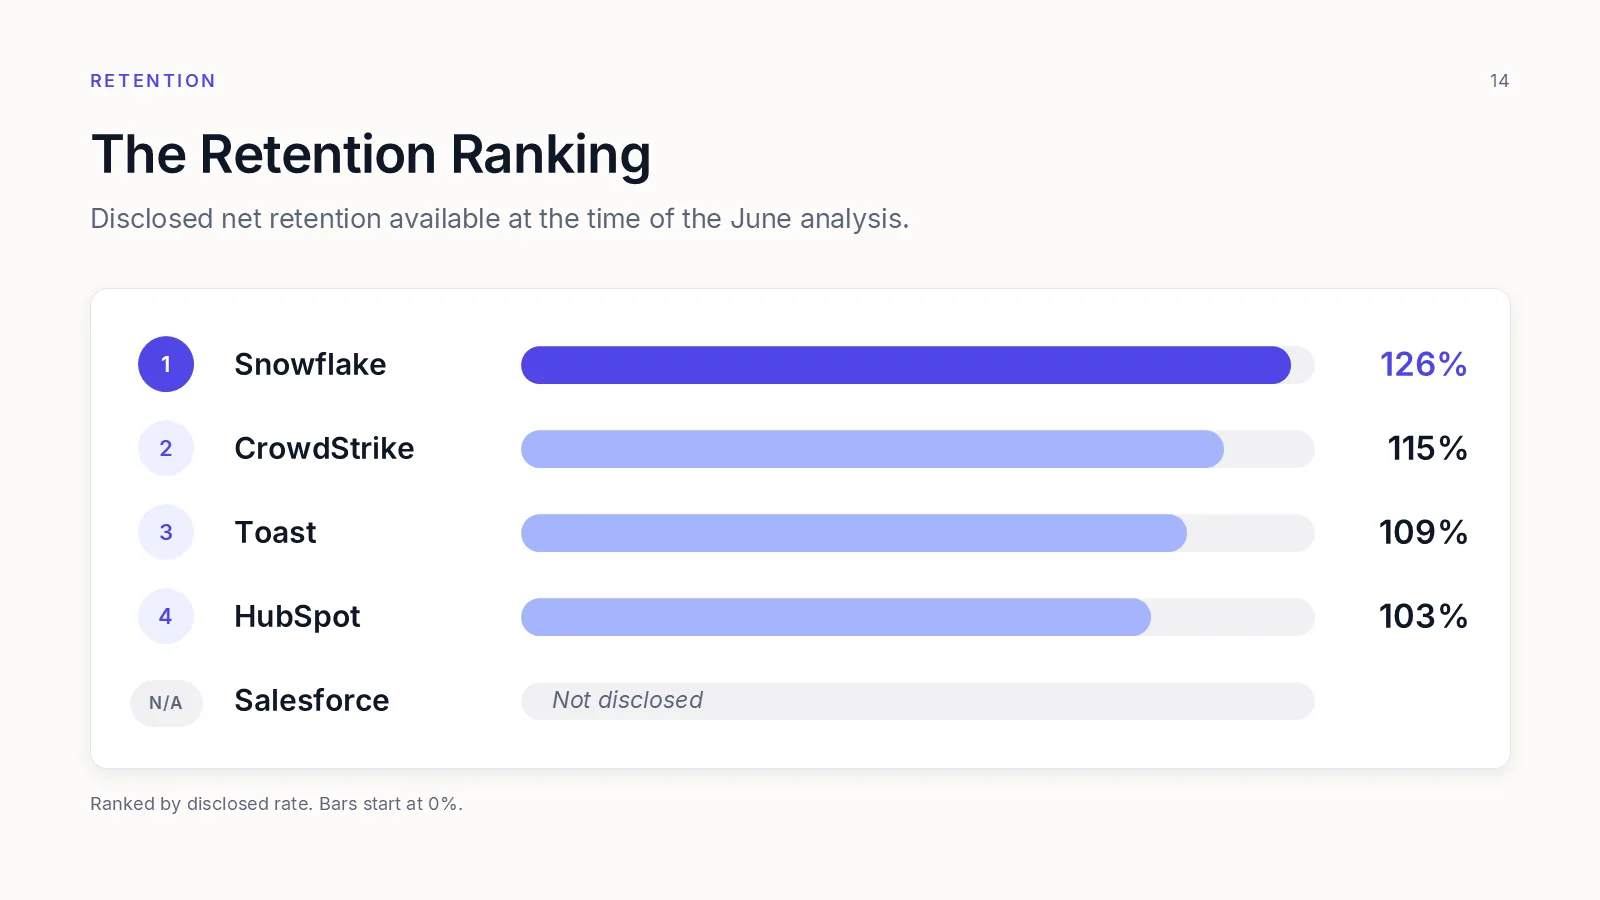 RETENTION
14
The Retention Ranking
Disclosed net retention available at the time of the June analysis.
1 Snowflake 126%
2 CrowdStrike 115%
3 Toast 109%
4 HubSpot 103%
N/A Salesforce Not disclosed
Ranked by disclosed rate. Bars start at 0%.